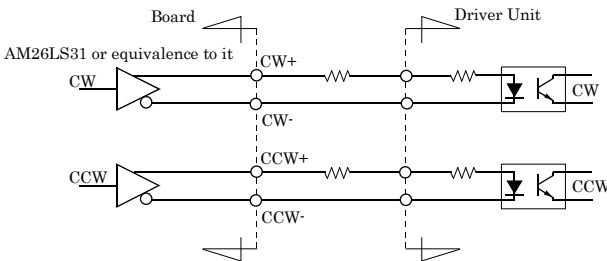 Board
Driver Unit
AM26LS31 or equivalence to it
CW+
CW
CW
CW-
CCW+
CCW
CCW
CCW-